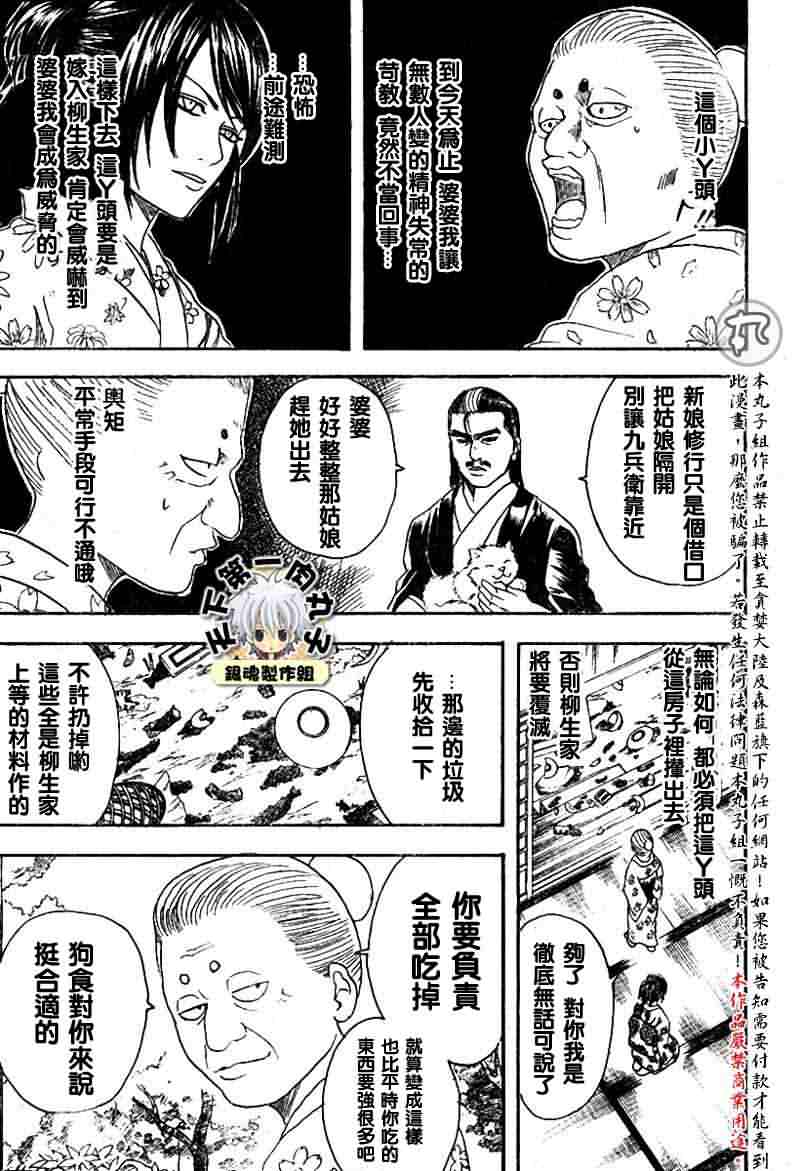 這個小丫頭!!
到今天為止 婆婆我讓
無數人變的精神失常的
苛教 竟然不當回事…
…恐怖
…前途難測
這樣下去 這丫頭要是
嫁入柳生家 肯定會威嚇到
婆婆我會成為威脅的
新娘修行只是個借口
把姑娘隔開
別讓九兵衛靠近
婆婆
好好整整那姑娘
趕她出去
輿矩
平常手段可行不通哦
無論如何 都必須把這丫頭
從這房子裡攆出去
否則柳生家
將要覆滅
…那邊的垃圾
先收拾一下
不許扔掉喲
這些全是柳生家
上等的材料作的
夠了 對你我是
徹底無話可說了
你要負責
全部吃掉
就算變成這樣
也比平時你吃的
東西要強很多吧
狗食對你來說
挺合適的
天下第一肉丸子
銀魂製作組
丸
本丸子組作品禁止轉載至貪婪大陸及森藍旗下的任何網站!如果您被告知需要付款才能看到
此漫畫,那麼您被騙了。若發生任何法律問題本丸子組一慨不負責!本作品嚴禁商業用途。